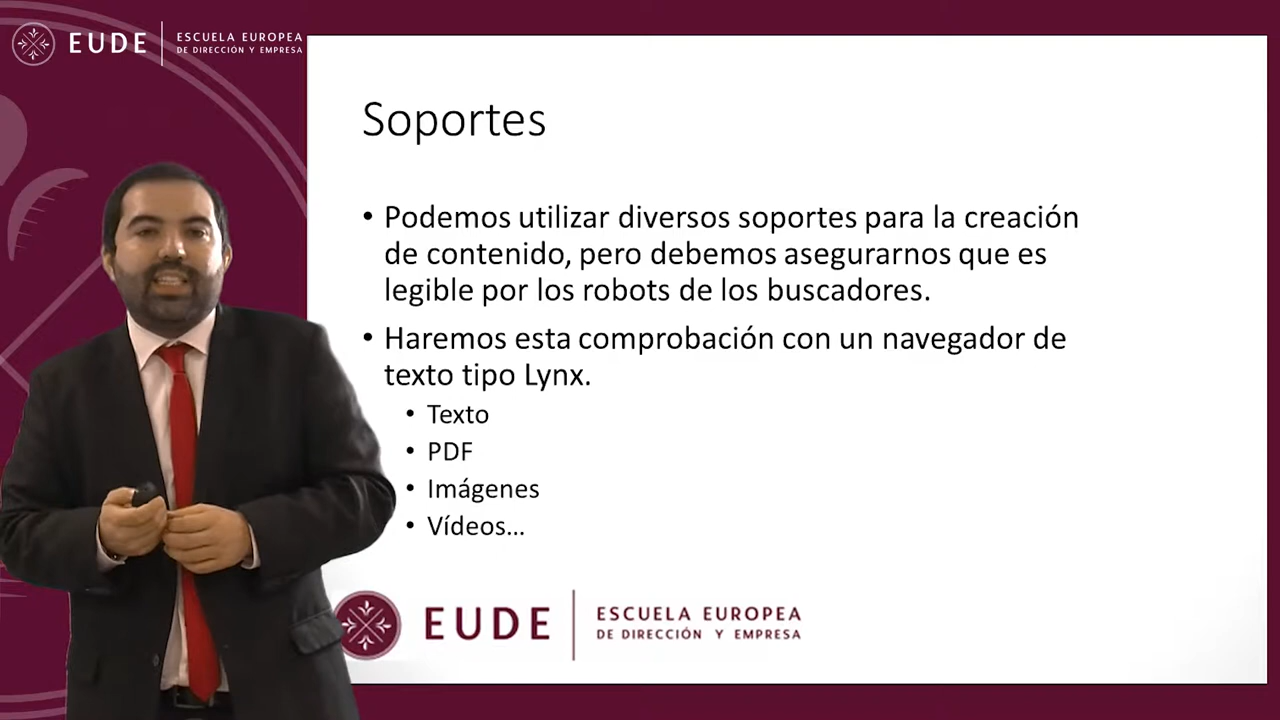 EUDE
ESCUELA EUROPEA
DE DIRECCIÓN Y EMPRESA
Soportes
• Podemos utilizar diversos soportes para la creación
de contenido, pero debemos asegurarnos que es
legible por los robots de los buscadores.
• Haremos esta comprobación con un navegador de
texto tipo Lynx.
• Texto
• PDF
• Imágenes
• Vídeos...
EUDE
ESCUELA EUROPEA
DE DIRECCIÓN Y EMPRESA